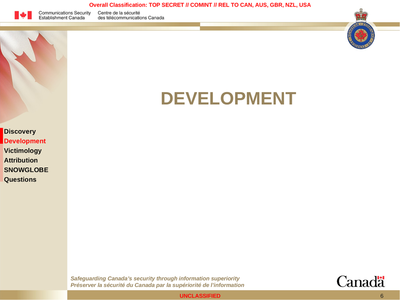 Overall Classification: TOP SECRET // COMINT // REL TO CAN, AUS, GBR, NZL, USA
Communications Security Centre de la sécurité
Establishment Canada des télécommunications Canada
DEVELOPMENT
Discovery
Development
Victimology
Attribution
SNOWGLOBE
Questions
Safeguarding Canada's security through information superiority
Préserver la sécurité du Canada par la supériorité de l'information
Canada
UNCLASSIFIED
6